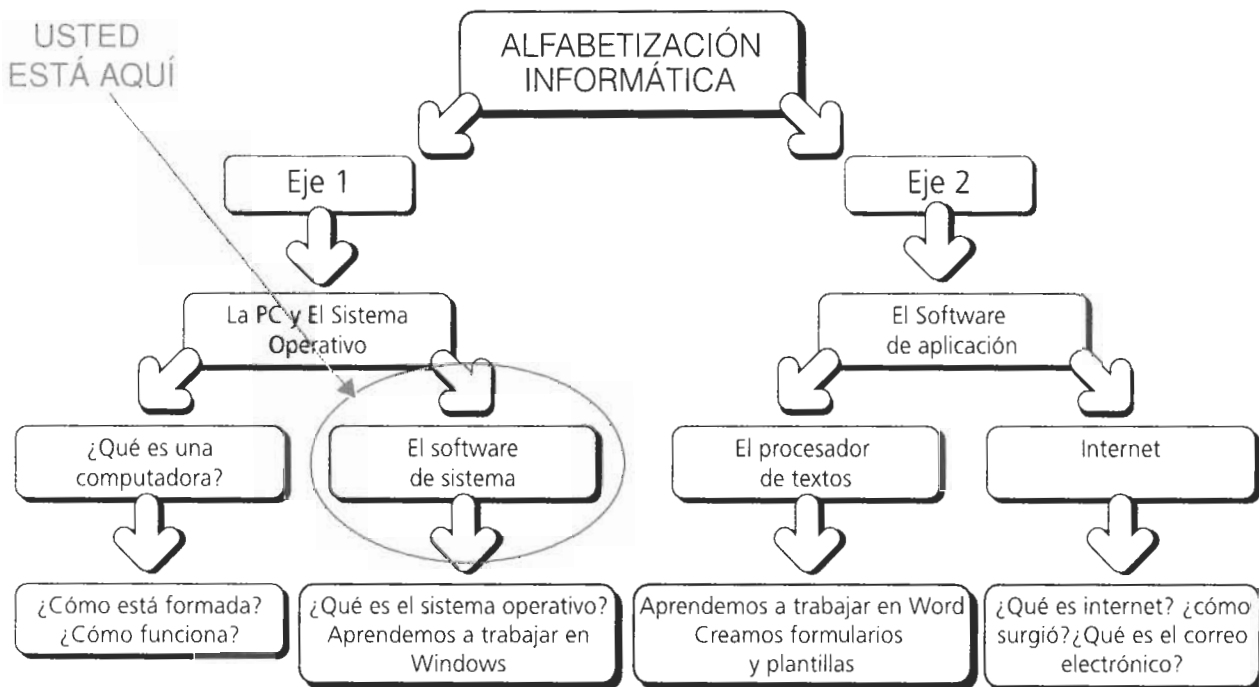 USTED
ESTÁ AQUÍ
ALFABETIZACIÓN
INFORMÁTICA
Eje 1
Eje 2
La PC y El Sistema
Operativo
El Software
de aplicación
¿Qué es una
computadora?
El software
de sistema
El procesador
de textos
Internet
¿Cómo está formada?
¿Cómo funciona?
¿Qué es el sistema operativo?
Aprendemos a trabajar en
Windows
Aprendemos a trabajar en Word
Creamos formularios
y plantillas
¿Qué es internet? ¿cómo
surgió?¿Qué es el correo
electrónico?